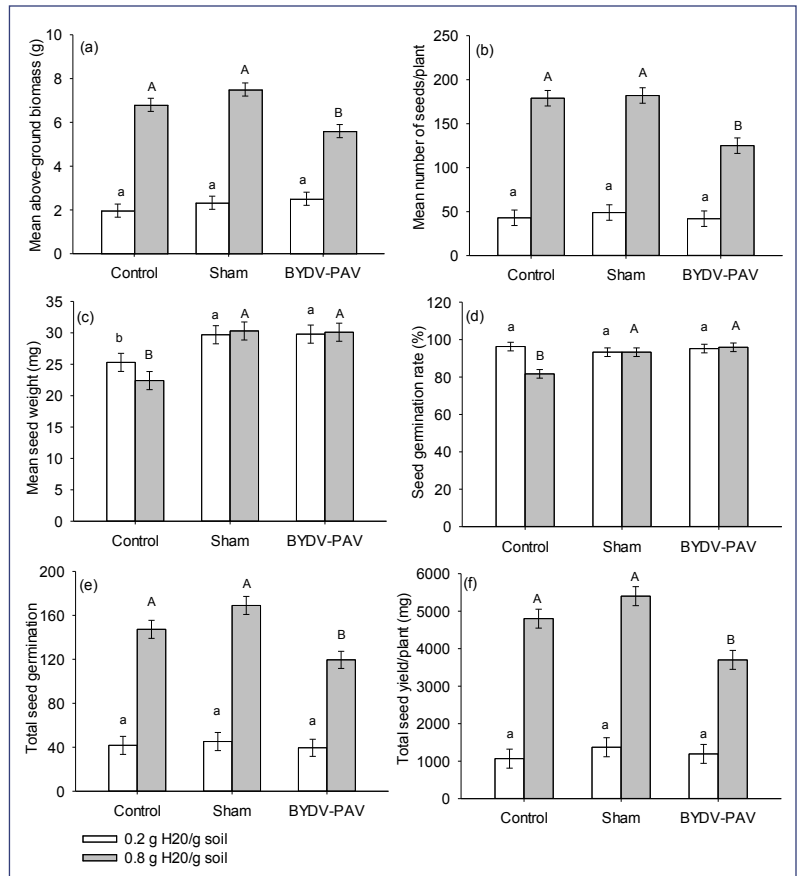 (a)
Mean above-ground biomass (g)
10
8
6
4
2
0
a
A
a
A
a
B
Control
Sham
BYDV-PAV
(b)
Mean number of seeds/plant
250
200
150
100
50
0
a
A
a
A
a
B
Control
Sham
BYDV-PAV
(c)
Mean seed weight (mg)
35
30
25
20
15
10
5
0
b
B
a
A
a
A
Control
Sham
BYDV-PAV
(d)
Seed germination rate (%)
120
100
80
60
40
20
0
a
B
a
A
a
A
Control
Sham
BYDV-PAV
(e)
Total seed germination
200
160
120
80
40
0
a
A
a
A
a
B
Control
Sham
BYDV-PAV
(f)
Total seed yield/plant (mg)
6000
5000
4000
3000
2000
1000
0
a
A
a
A
a
B
Control
Sham
BYDV-PAV
0.2 g H20/g soil
0.8 g H20/g soil